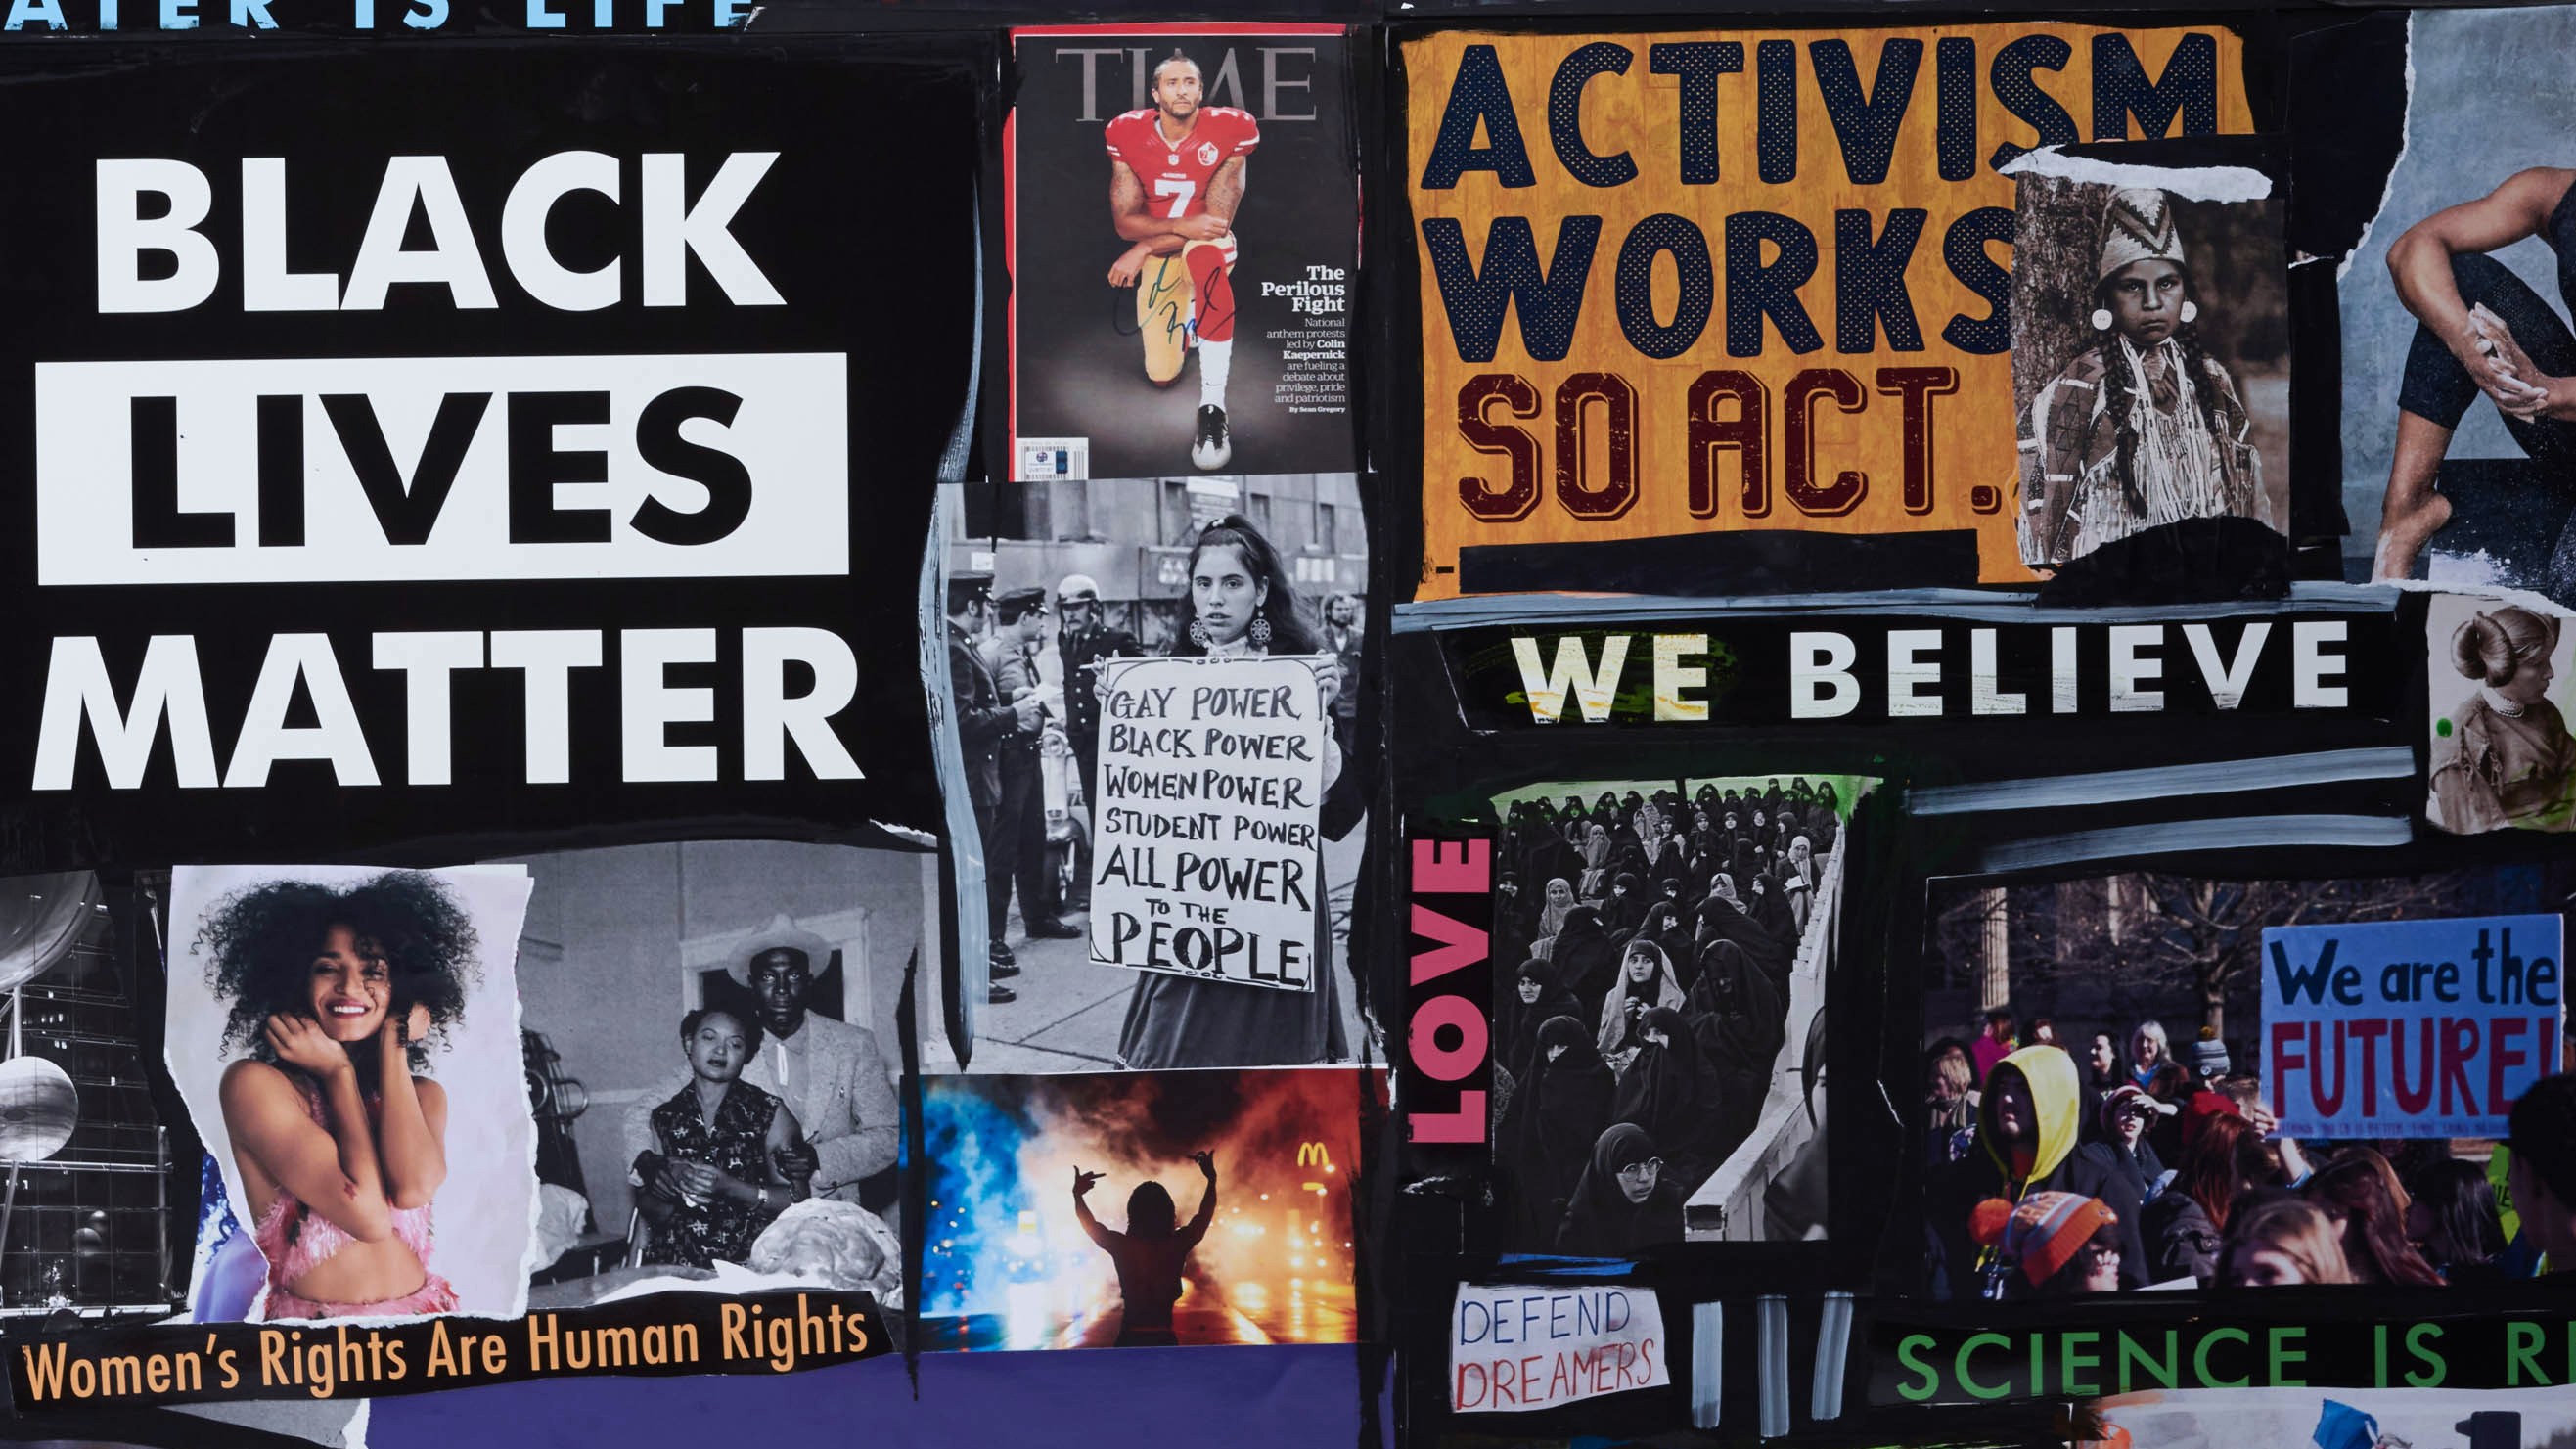 ATER IS LIFE
BLACK
LIVES
MATTER
TIME
7
The
Perilous
Fight
National
anthem protests
led by Colin
Kaepernick
are fueling a
debate about
privilege, pride
and patriotism
By Sean Gregory
GAY POWER
BLACK POWER
WOMEN POWER
STUDENT POWER
ALL POWER
TO THE
PEOPLE
Women's Rights Are Human Rights
ACTIVISM
WORKS
SO ACT.
WE BELIEVE
LOVE
We are the
FUTURE!
DEFEND
DREAMERS
SCIENCE IS R